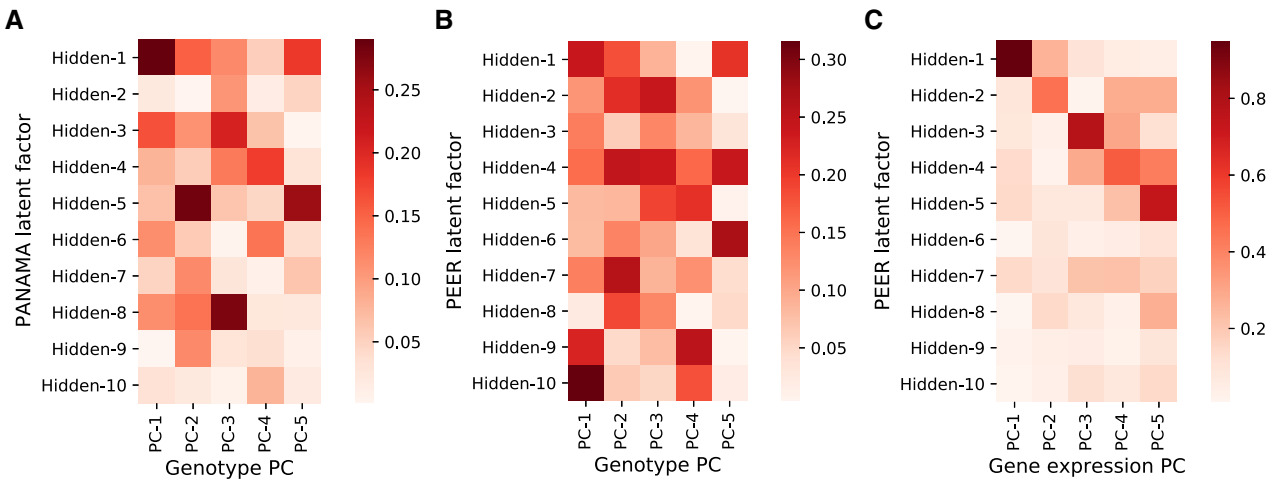 A
PANAMA latent factor
Hidden-1
Hidden-2
Hidden-3
Hidden-4
Hidden-5
Hidden-6
Hidden-7
Hidden-8
Hidden-9
Hidden-10
PC-1
PC-2
PC-3
PC-4
PC-5
Genotype PC
0.25
0.20
0.15
0.10
0.05
B
PEER latent factor
Hidden-1
Hidden-2
Hidden-3
Hidden-4
Hidden-5
Hidden-6
Hidden-7
Hidden-8
Hidden-9
Hidden-10
PC-1
PC-2
PC-3
PC-4
PC-5
Genotype PC
0.30
0.25
0.20
0.15
0.10
0.05
C
PEER latent factor
Hidden-1
Hidden-2
Hidden-3
Hidden-4
Hidden-5
Hidden-6
Hidden-7
Hidden-8
Hidden-9
Hidden-10
PC-1
PC-2
PC-3
PC-4
PC-5
Gene expression PC
0.8
0.6
0.4
0.2